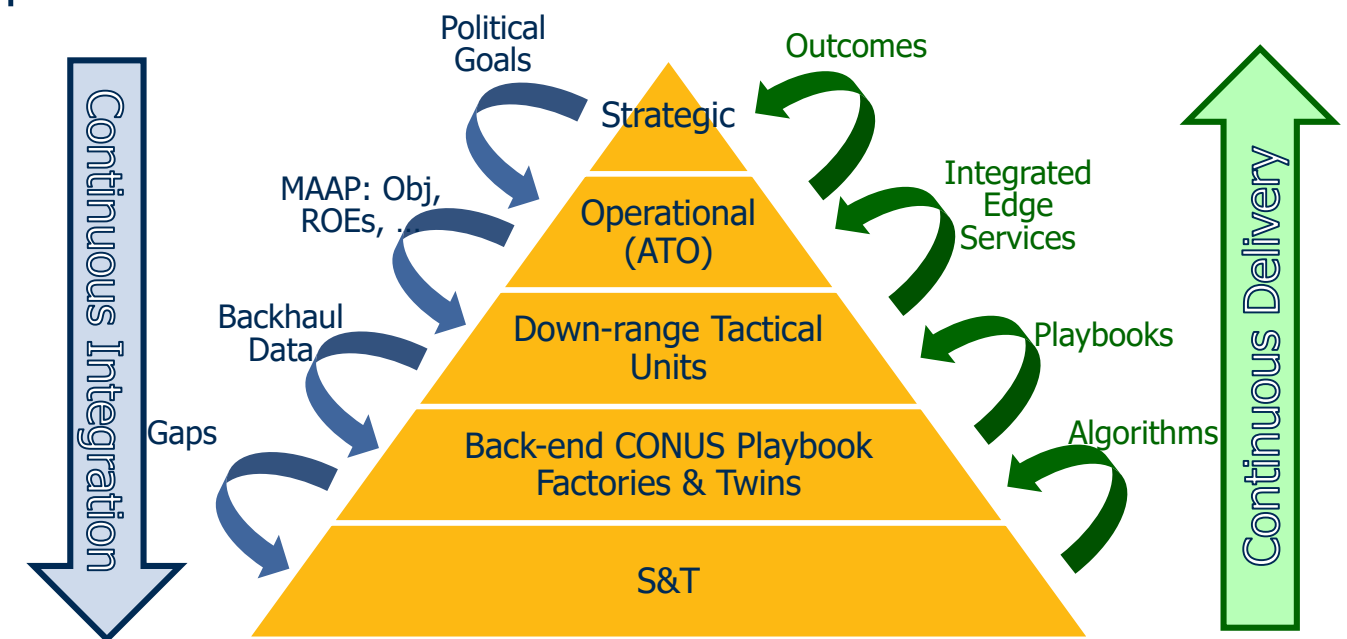 Political
Goals
Outcomes
Strategic
MAAP: Obj,
ROEs, ...
Integrated
Edge
Services
Operational
(ATO)
Backhaul
Data
Down-range Tactical
Units
Playbooks
Gaps
Back-end CONUS Playbook
Factories & Twins
Algorithms
S&T
Continuous Integration
Continuous Delivery